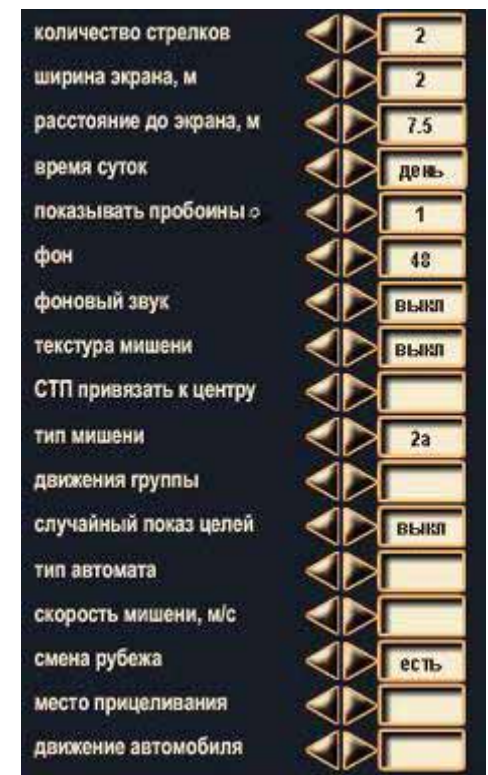 количество стрелков 2
ширина экрана, м 2
расстояние до экрана, м 7.5
время суток день
показывать пробоины 1
фон 48
фоновый звук выкл
текстура мишени выкл
СТП привязать к центру
тип мишени 2а
движения группы
случайный показ целей выкл
тип автомата
скорость мишени, м/с
смена рубежа есть
место прицеливания
движение автомобиля